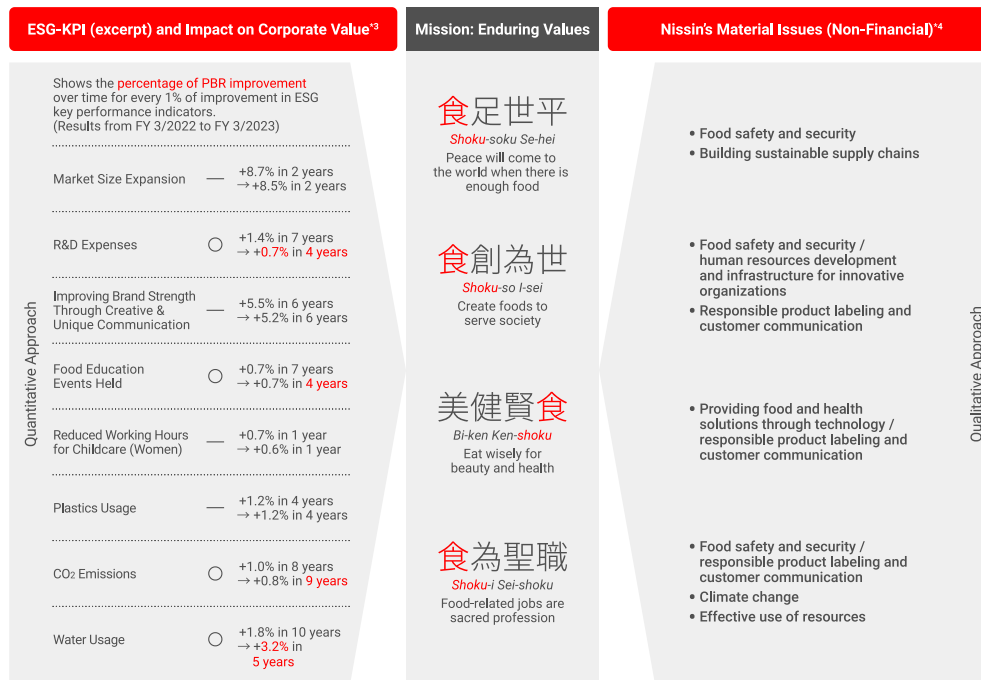 ESG-KPI (excerpt) and Impact on Corporate Value*3
Quantitative Approach
Shows the percentage of PBR improvement
over time for every 1% of improvement in ESG
key performance indicators.
(Results from FY 3/2022 to FY 3/2023)
Market Size Expansion — +8.7% in 2 years
→ +8.5% in 2 years
R&D Expenses ○ +1.4% in 7 years
→ +0.7% in 4 years
Improving Brand Strength
Through Creative &
Unique Communication
— +5.5% in 6 years
→ +5.2% in 6 years
Food Education
Events Held
○ +0.7% in 7 years
→ +0.7% in 4 years
Reduced Working Hours
for Childcare (Women)
— +0.7% in 1 year
→ +0.6% in 1 year
Plastics Usage — +1.2% in 4 years
→ +1.2% in 4 years
CO2 Emissions ○ +1.0% in 8 years
→ +0.8% in 9 years
Water Usage ○ +1.8% in 10 years
→ +3.2% in
5 years
Mission: Enduring Values
食足世平
Shoku-soku Se-hei
Peace will come to
the world when there is
enough food
食創為世
Shoku-so I-sei
Create foods to
serve society
美健賢食
Bi-ken Ken-shoku
Eat wisely for
beauty and health
食為聖職
Shoku-i Sei-shoku
Food-related jobs are
sacred profession
Nissin's Material Issues (Non-Financial)*4
• Food safety and security
• Building sustainable supply chains
• Food safety and security /
human resources development
and infrastructure for innovative
organizations
• Responsible product labeling and
customer communication
• Providing food and health
solutions through technology /
responsible product labeling and
customer communication
• Food safety and security /
responsible product labeling and
customer communication
• Climate change
• Effective use of resources
Qualitative Approach